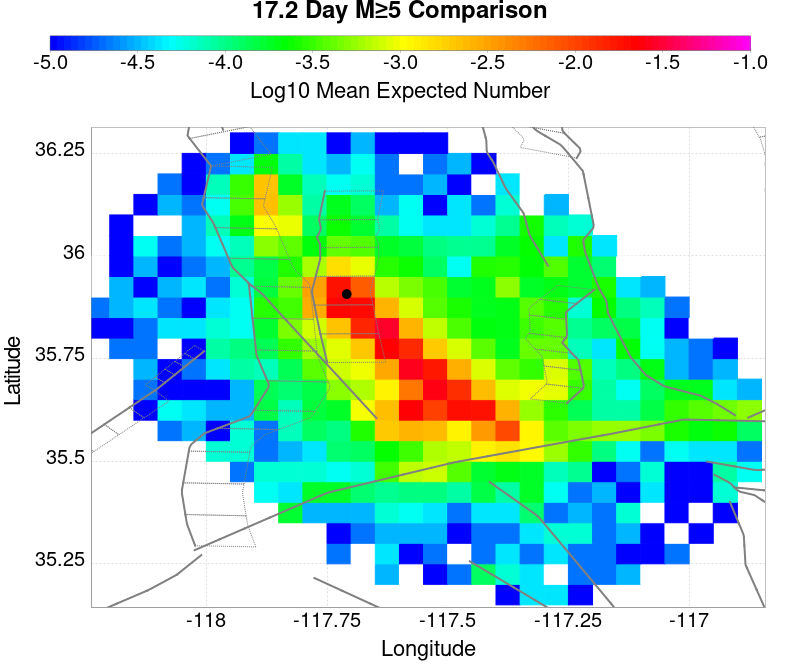 17.2 Day M≥5 Comparison
-5.0 -4.5 -4.0 -3.5 -3.0 -2.5 -2.0 -1.5 -1.0
Log10 Mean Expected Number
36.25
36
35.75
35.5
35.25
Latitude
-118 -117.75 -117.5 -117.25 -117
Longitude